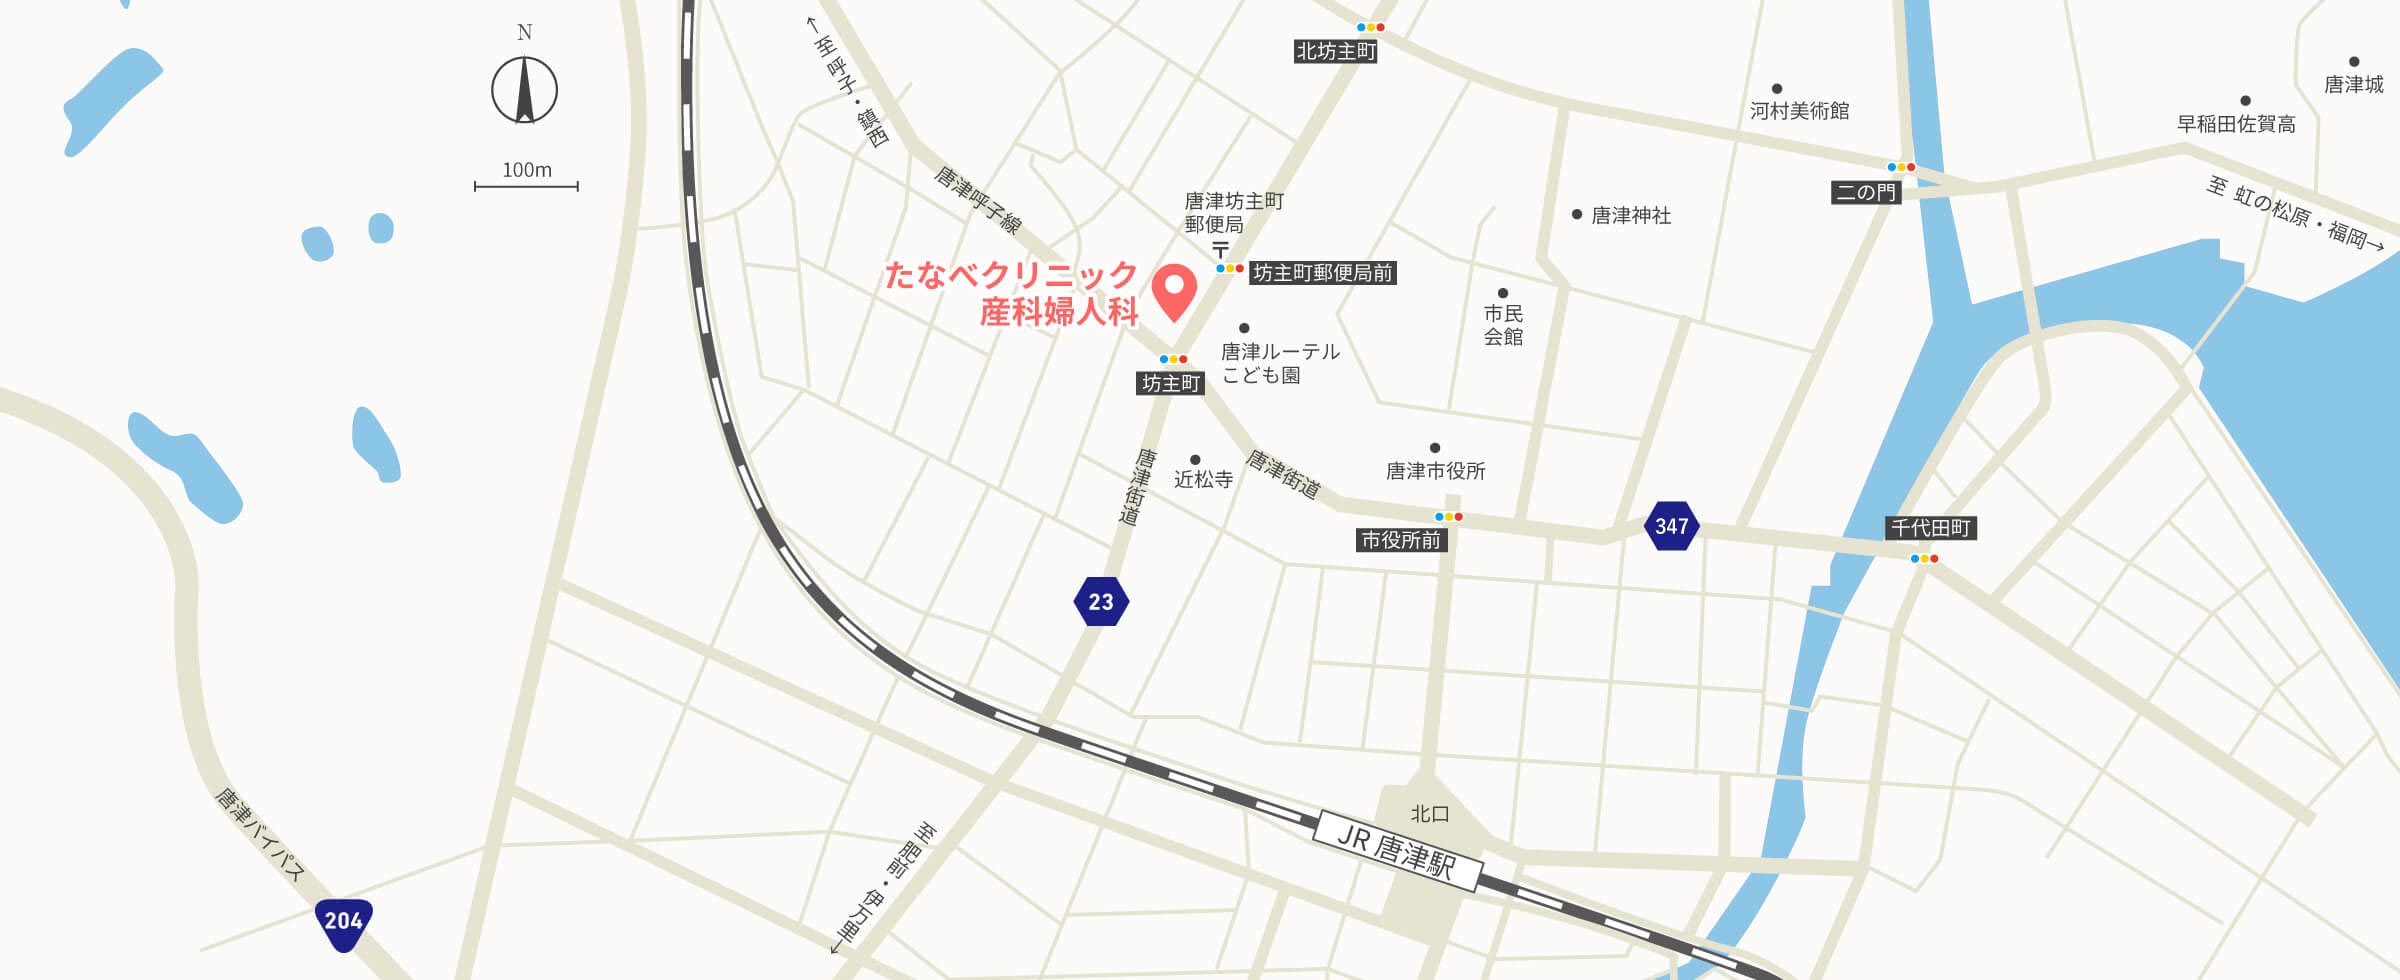 N
100m
←至呼子・鎮西
唐津呼子線
北坊主町
河村美術館
唐津城
早稲田佐賀高
二の門
至 虹の松原・福岡→
唐津坊主町
郵便局
〒
坊主町郵便局前
唐津神社
たなべクリニック
産科婦人科
市民
会館
唐津ルーテル
こども園
坊主町
唐津街道
近松寺
唐津街道
唐津市役所
市役所前
347
千代田町
23
北口
JR 唐津駅
唐津バイパス
204
至肥前・伊万里→